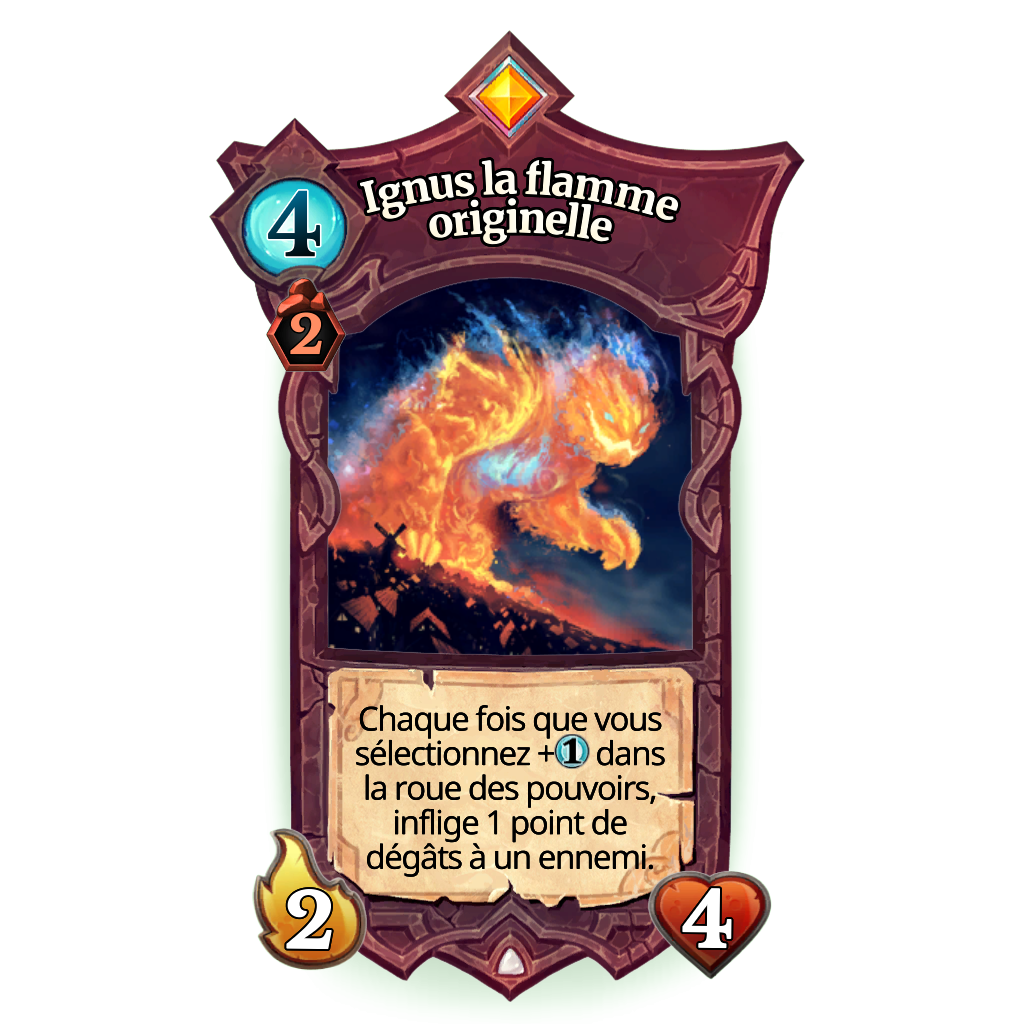 Ignus la flamme
originelle
4
2
Chaque fois que vous
sélectionnez +1 dans
la roue des pouvoirs,
inflige 1 point de
dégâts à un ennemi.
2
4